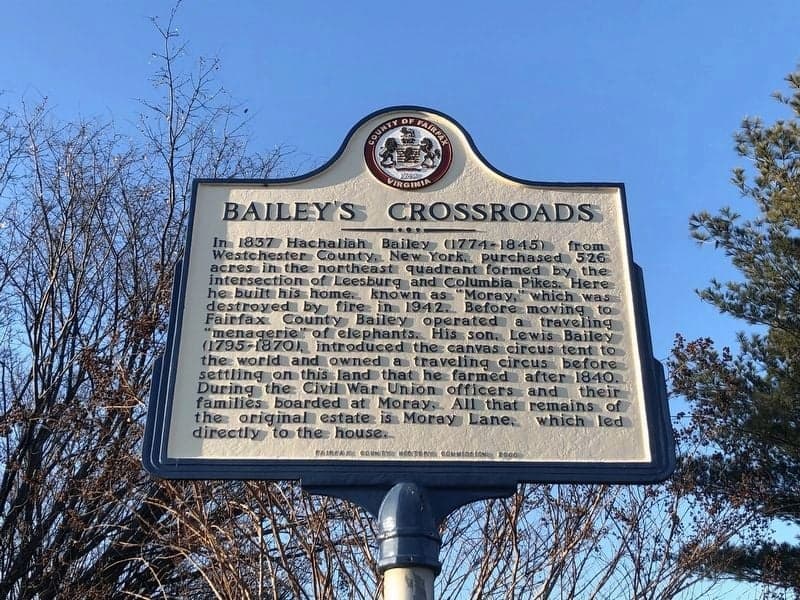 COUNTY OF FAIRFAX
VIRGINIA
BAILEY'S CROSSROADS
In 1837 Hachaliah Bailey (1774-1845) from
Westchester County, New York, purchased 526
acres in the northeast quadrant formed by the
intersection of Leesburg and Columbia Pikes. Here
he built his home, known as "Moray," which was
destroyed by fire in 1942. Before moving to
Fairfax County Bailey operated a traveling
"menagerie" of elephants. His son, Lewis Bailey
(1795-1870), introduced the canvas circus tent to
the world and owned a traveling circus before
settling on this land that he farmed after 1840.
During the Civil War Union officers and their
families boarded at Moray. All that remains of
the original estate is Moray Lane, which led
directly to the house.
FAIRFAX COUNTY HISTORY COMMISSION, 2000